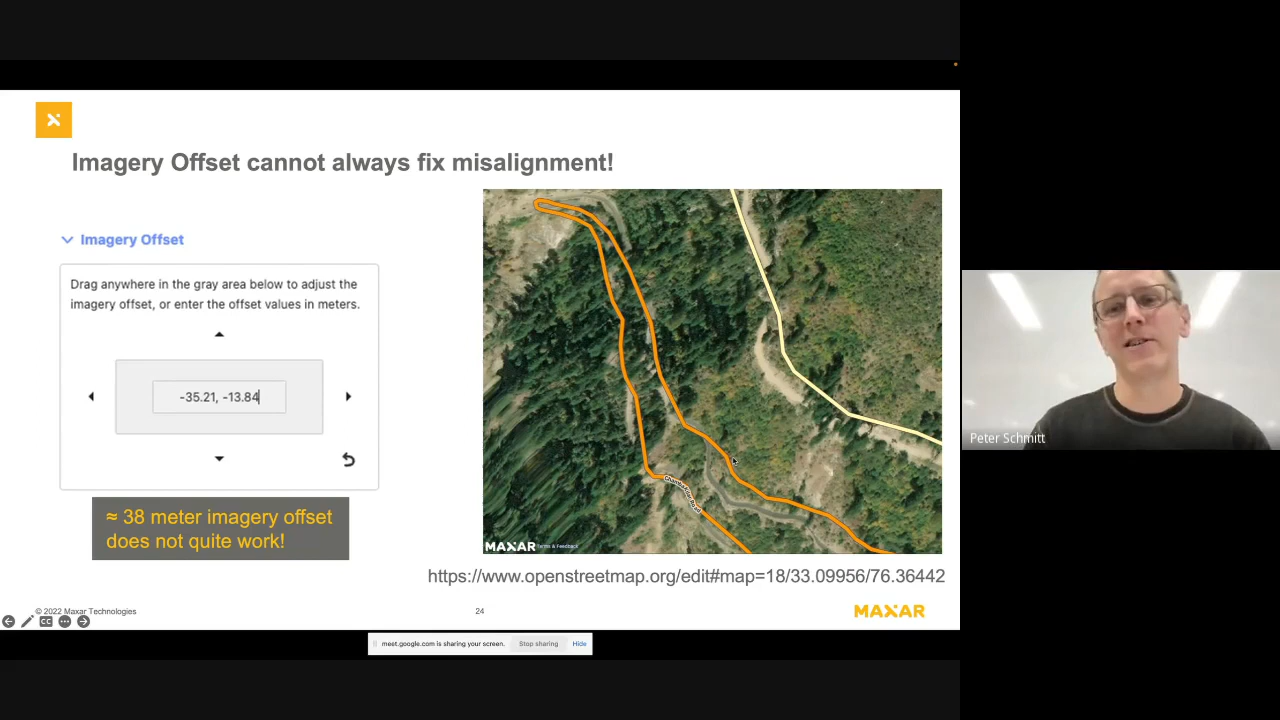 Imagery Offset cannot always fix misalignment!
Imagery Offset
Drag anywhere in the gray area below to adjust the
imagery offset, or enter the offset values in meters.
-35.21, -13.84
≈ 38 meter imagery offset
does not quite work!
MAXAR Terms & Feedback
https://www.openstreetmap.org/edit#map=18/33.09956/76.36442
© 2022 Maxar Technologies
24
MAXAR
CC
meet.google.com is sharing your screen.
Stop sharing
Hide
Peter Schmitt